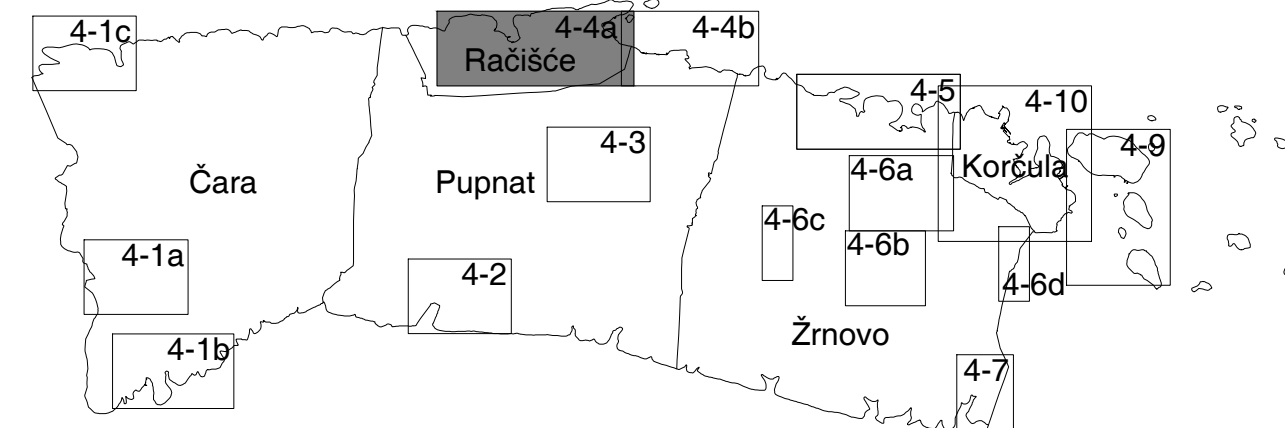 4-1c
4-4a
4-4b
Račišće
4-5
4-10
4-3
4-9
Čara
Pupnat
4-6a
Korčula
4-6c
4-6b
4-1a
4-2
4-6d
Žrnovo
4-1b
4-7